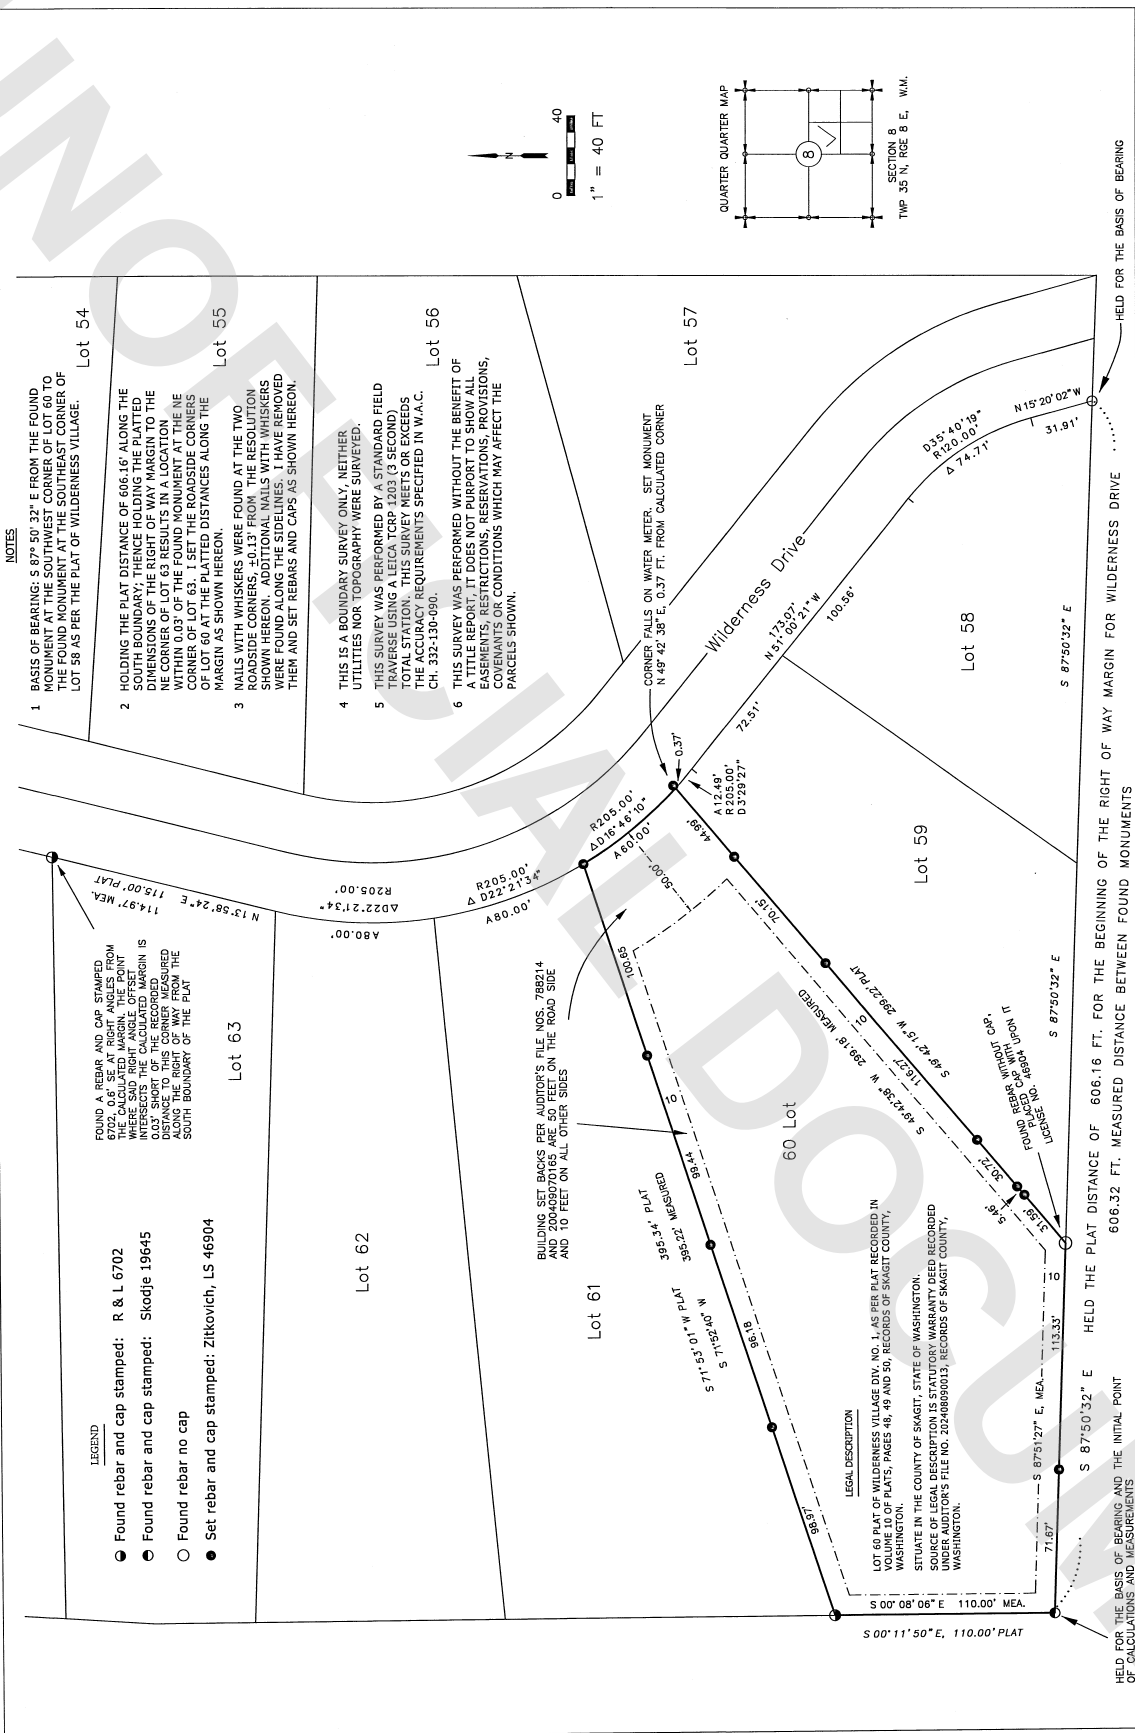 UNOFFICIAL DOCUMENT
NOTES
1 BASIS OF BEARING: S 87° 50' 32" E FROM THE FOUND
MONUMENT AT THE SOUTHWEST CORNER OF LOT 60 TO
THE FOUND MONUMENT AT THE SOUTHEAST CORNER OF
LOT 58 AS PER THE PLAT OF WILDERNESS VILLAGE.
2 HOLDING THE PLAT DISTANCE OF 606.16' ALONG THE
SOUTH BOUNDARY; THENCE HOLDING THE PLATTED
DIMENSIONS OF THE RIGHT OF WAY MARGIN TO THE
NE CORNER OF LOT 63 RESULTS IN A LOCATION
WITHIN 0.03' OF THE FOUND MONUMENT AT THE NE
CORNER OF LOT 63. I SET THE ROADSIDE CORNERS
OF LOT 60 AT THE PLATTED DISTANCES ALONG THE
MARGIN AS SHOWN HEREON.
3 NAILS WITH WHISKERS WERE FOUND AT THE TWO
ROADSIDE CORNERS, ±0.13' FROM THE RESOLUTION
SHOWN HEREON. ADDITIONAL NAILS WITH WHISKERS
WERE FOUND ALONG THE SIDELINES. I HAVE REMOVED
THEM AND SET REBARS AND CAPS AS SHOWN HEREON.
4 THIS IS A BOUNDARY SURVEY ONLY, NEITHER
UTILITIES NOR TOPOGRAPHY WERE SURVEYED.
5 THIS SURVEY WAS PERFORMED BY A STANDARD FIELD
TRAVERSE USING A LEICA TCRP 1203 (3 SECOND)
TOTAL STATION. THIS SURVEY MEETS OR EXCEEDS
THE ACCURACY REQUIREMENTS SPECIFIED IN W.A.C.
CH. 332-130-090.
6 THIS SURVEY WAS PERFORMED WITHOUT THE BENEFIT OF
A TITLE REPORT, IT DOES NOT PURPORT TO SHOW ALL
EASEMENTS, RESTRICTIONS, RESERVATIONS, PROVISIONS,
COVENANTS OR CONDITIONS WHICH MAY AFFECT THE
PARCELS SHOWN.
Lot 54
Lot 55
Lot 56
Lot 57
Lot 58
Lot 59
60 Lot
Lot 61
Lot 62
Lot 63
N
0 40
1" = 40 FT
QUARTER QUARTER MAP
8
SECTION 8
TWP 35 N, RGE 8 E, W.M.
LEGEND
Found rebar and cap stamped: R & L 6702
Found rebar and cap stamped: Skodje 19645
Found rebar no cap
Set rebar and cap stamped: Zitkovich, LS 46904
FOUND A REBAR AND CAP STAMPED
6702, 0.6' SE AT RIGHT ANGLES FROM
THE CALCULATED MARGIN. THE POINT
WHERE SAID RIGHT ANGLE OFFSET
INTERSECTS THE CALCULATED MARGIN IS
0.03' SHORT OF THE RECORDED
DISTANCE TO THIS CORNER MEASURED
ALONG THE RIGHT OF WAY FROM THE
SOUTH BOUNDARY OF THE PLAT
N 13°58'24" E
114.97' MEA.
115.00' PLAT
R205.00'
ΔD22°21'34"
A80.00'
R205.00'
Δ D22°21'34"
A80.00'
R205.00'
ΔD16°46'10"
A60.00'
50.00'
Wilderness Drive
CORNER FALLS ON WATER METER. SET MONUMENT
N 49° 42' 38" E, 0.37 FT. FROM CALCULATED CORNER
0.37'
A12.49'
R205.00'
D3°29'27"
173.07'
N 51°00'21" W
72.51'
100.56'
D35°40'19"
R120.00'
Δ 74.71'
N 15°20'02" W
31.91'
BUILDING SET BACKS PER AUDITOR'S FILE NOS. 788214
AND 200409070165 ARE 50 FEET ON THE ROAD SIDE
AND 10 FEET ON ALL OTHER SIDES
395.34' PLAT
395.22' MEASURED
S 71°53'01" W PLAT
S 71°52'40" W
100.65
99.44
96.18
98.97'
10
44.99'
70.15'
S 49°42'15" W 299.22' PLAT
S 49°42'38" W 299.18' MEASURED
10
116.27'
30.72'
5.46'
31.59'
FOUND REBAR WITHOUT CAP,
PLACED CAP WITH UPON IT
LICENSE NO. 46904
LEGAL DESCRIPTION
LOT 60 PLAT OF WILDERNESS VILLAGE DIV. NO. 1, AS PER PLAT RECORDED IN
VOLUME 10 OF PLATS, PAGES 48, 49 AND 50, RECORDS OF SKAGIT COUNTY,
WASHINGTON.
SITUATE IN THE COUNTY OF SKAGIT, STATE OF WASHINGTON.
SOURCE OF LEGAL DESCRIPTION IS STATUTORY WARRANTY DEED RECORDED
UNDER AUDITOR'S FILE NO. 202408090013, RECORDS OF SKAGIT COUNTY,
WASHINGTON.
S 00°08'06" E 110.00' MEA.
S 00°11'50" E, 110.00' PLAT
S 87°51'27" E, MEA.
10
71.67'
113.33'
S 87°50'32" E
S 87°50'32" E
S 87°50'32" E HELD THE PLAT DISTANCE OF 606.16 FT. FOR THE BEGINNING OF THE RIGHT OF WAY MARGIN FOR WILDERNESS DRIVE
606.32 FT. MEASURED DISTANCE BETWEEN FOUND MONUMENTS
HELD FOR THE BASIS OF BEARING
HELD FOR THE BASIS OF BEARING AND THE INITIAL POINT
OF CALCULATIONS AND MEASUREMENTS